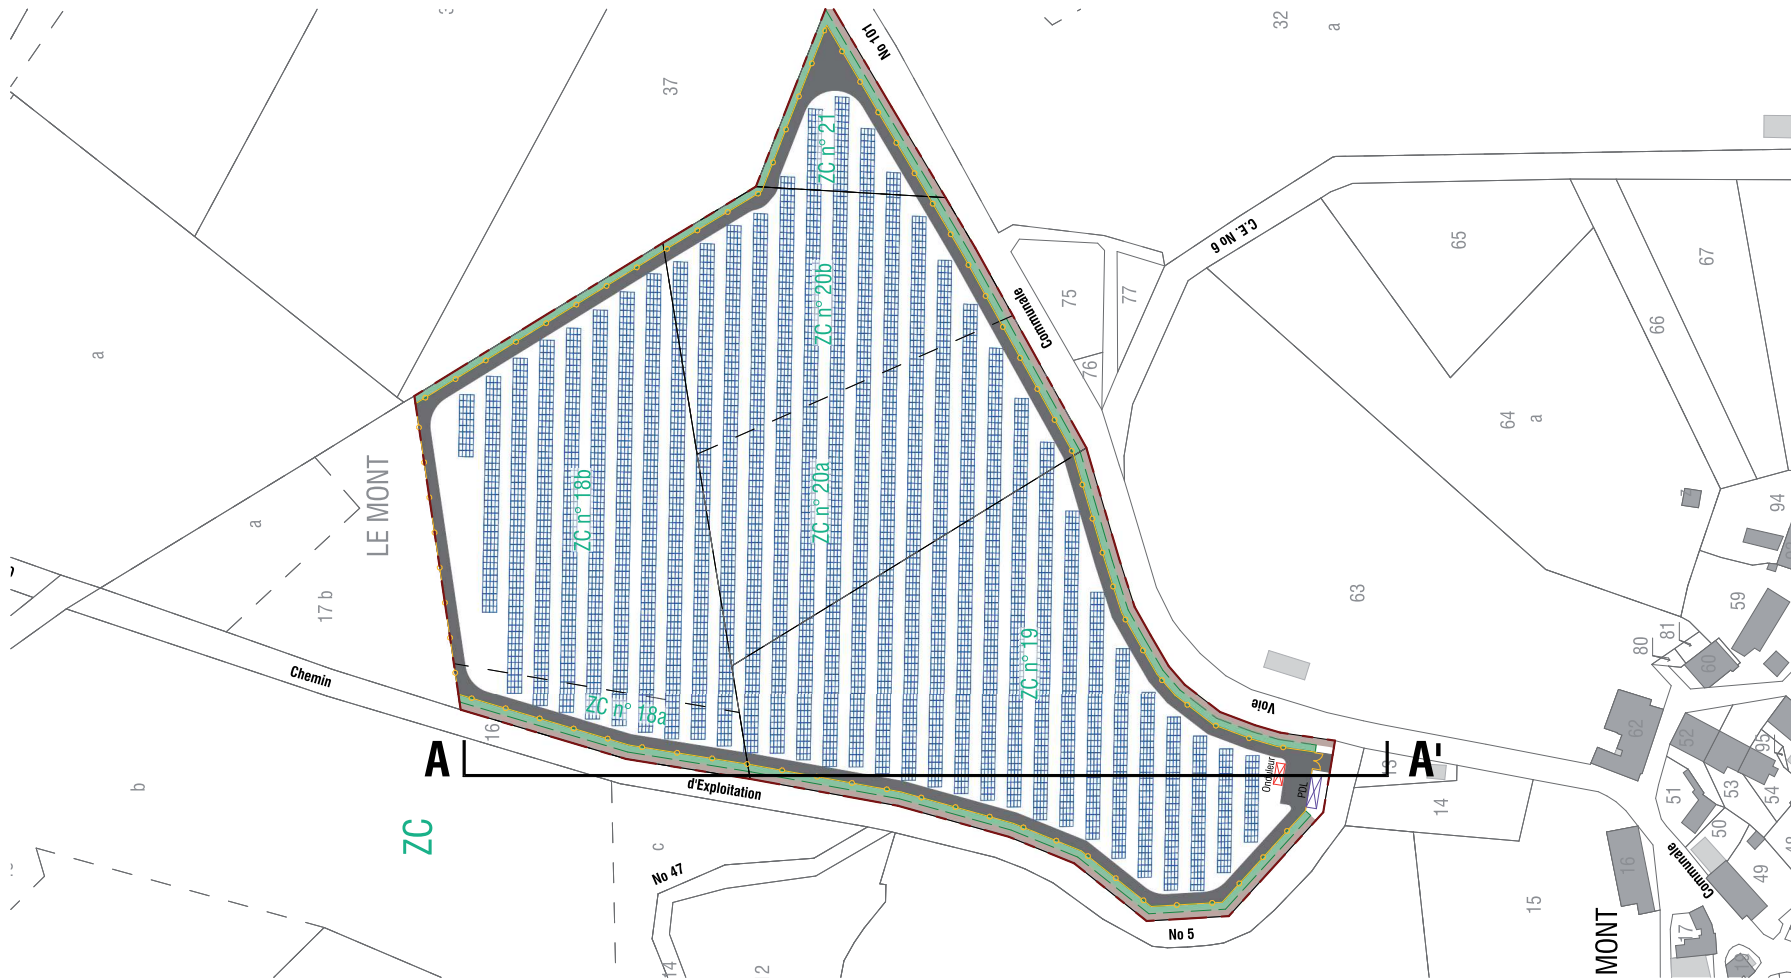 No 101
32
a
37
ZC n° 21
C.E. No 6
65
67
75
77
Communale
ZC n° 20b
66
76
a
64
a
LE MONT
ZC n° 18b
ZC n° 20a
94
a
17 b
63
59
80
81
60
ZC n° 19
Chemin
ZC n° 18a
16
Voie
62
52
95
A
A'
d'Exploitation
Onduleur
PDL
13
14
51
53
54
b
ZC
c
No 47
50
16
Communale
49
15
No 5
MONT
17
14
2